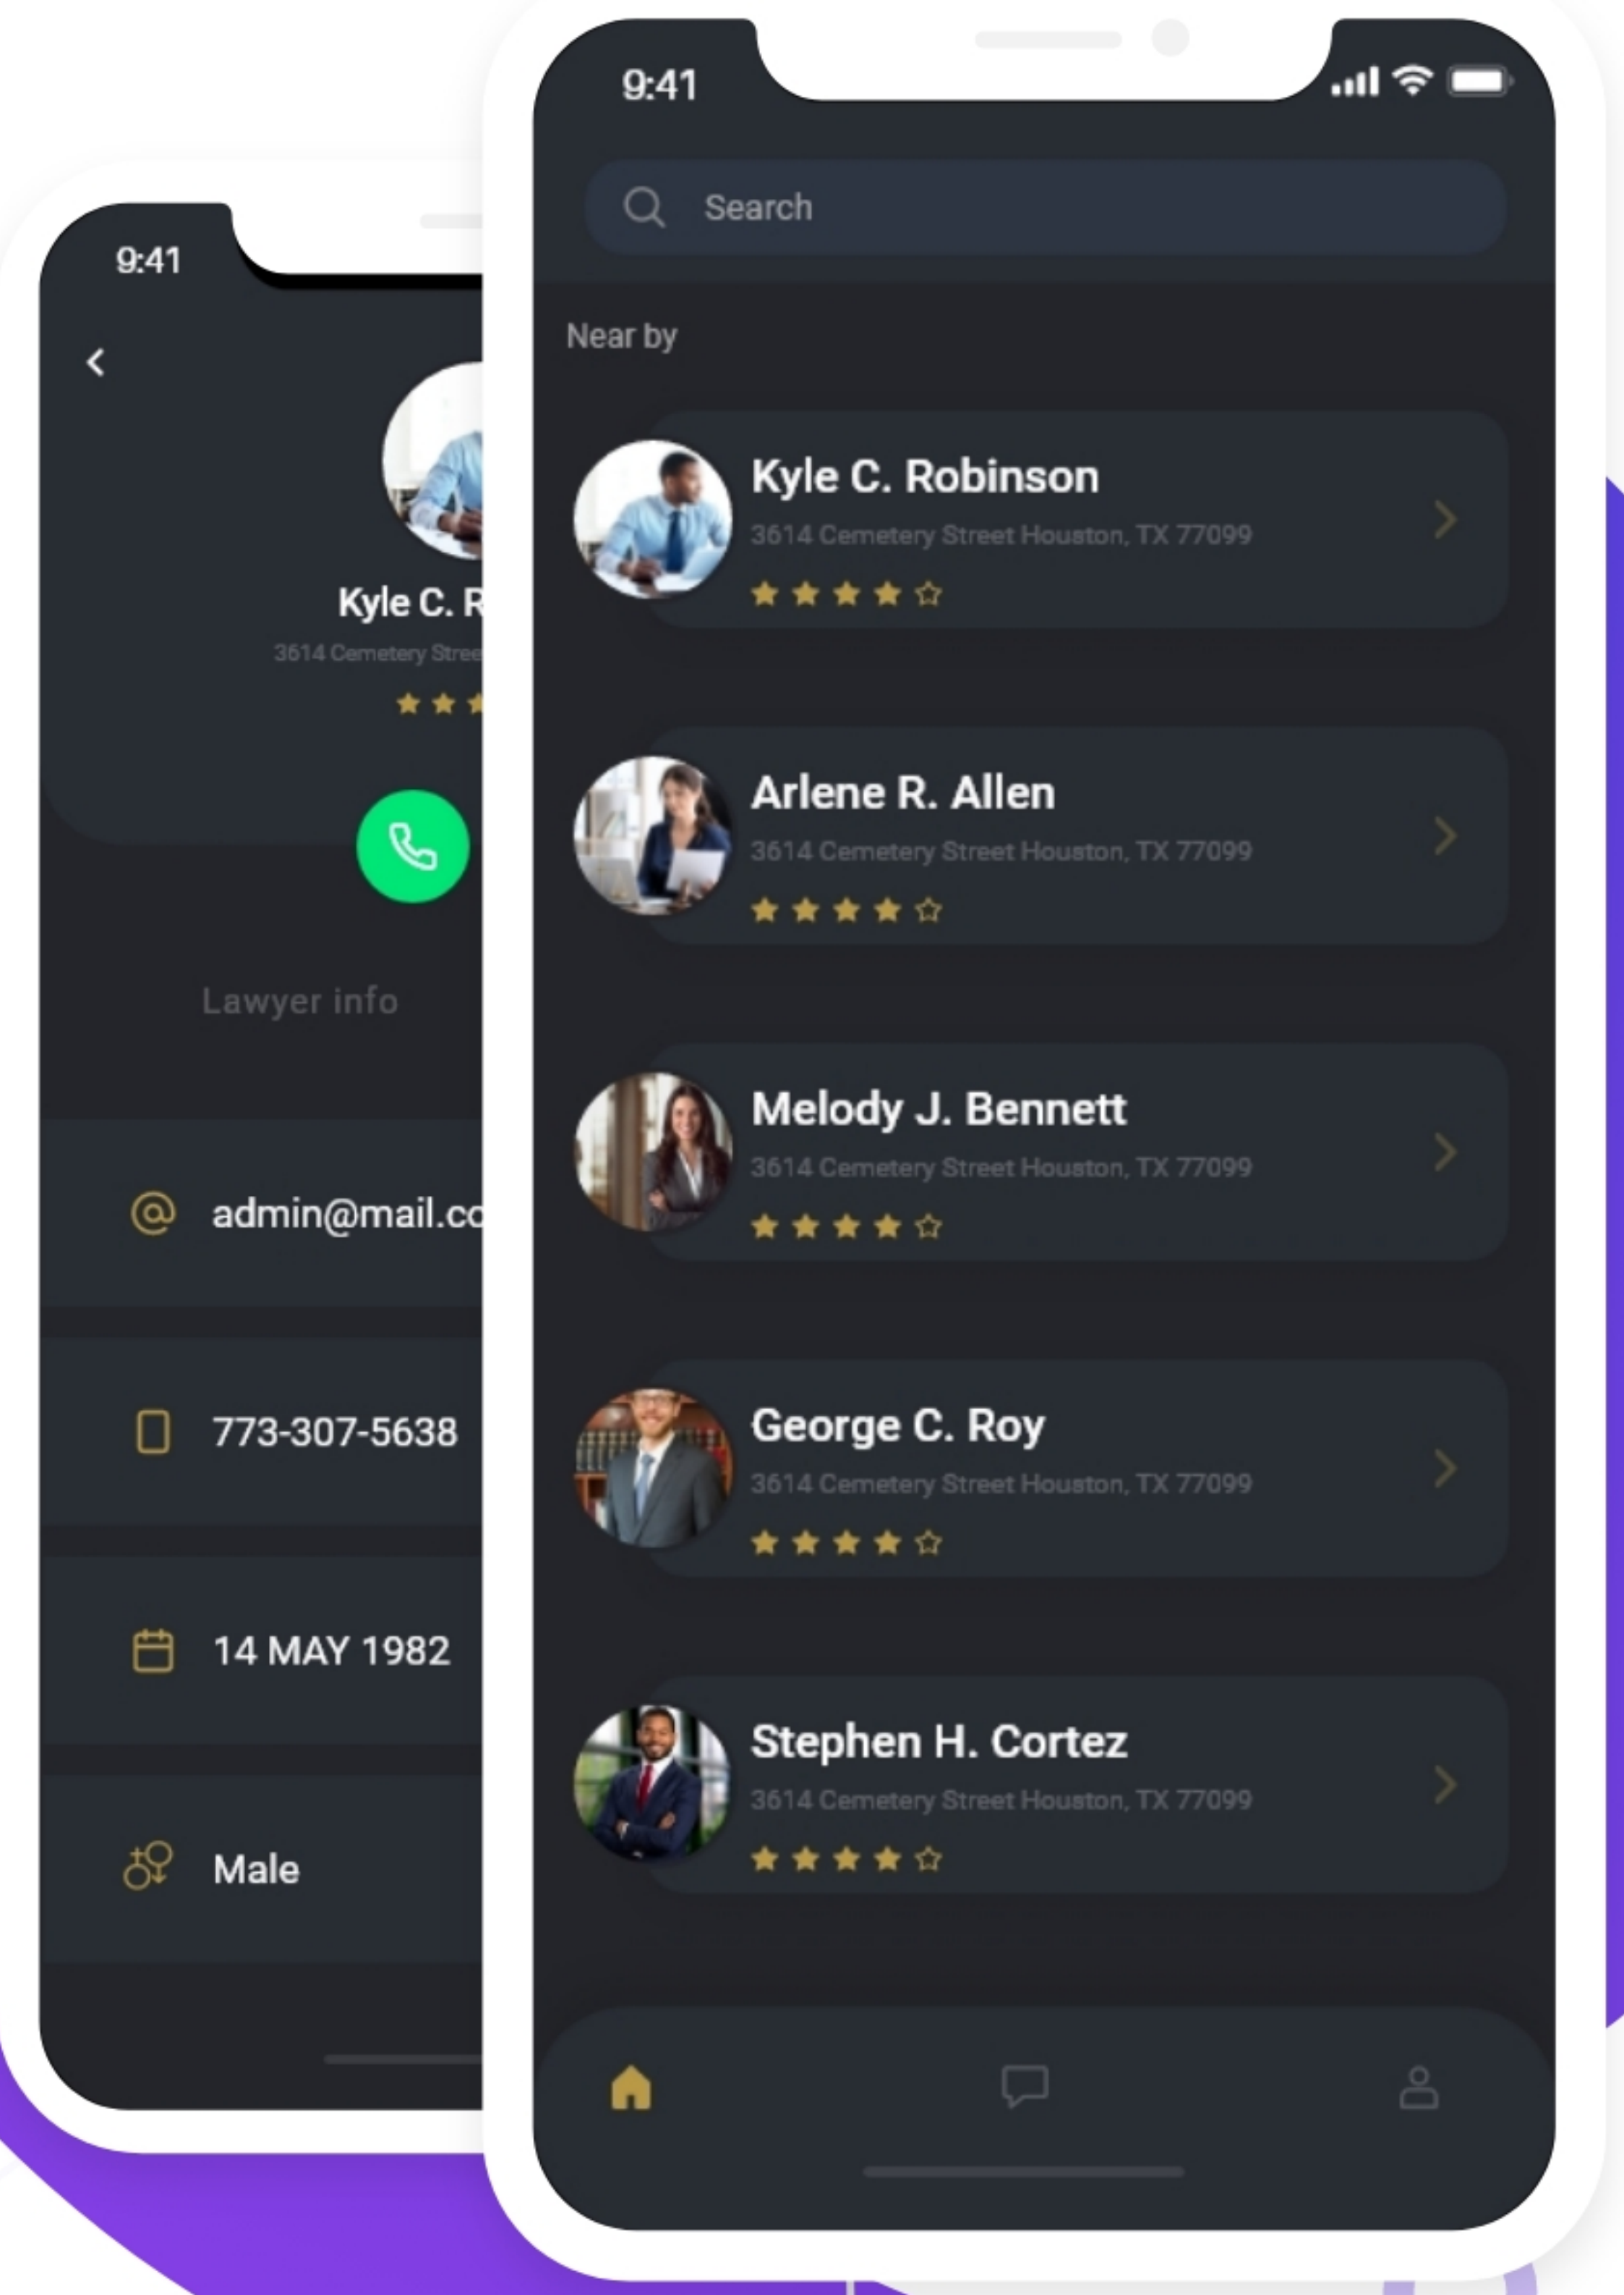 9:41
Kyle C. R
3614 Cemetery Stree
Lawyer info
admin@mail.co
773-307-5638
14 MAY 1982
Male
9:41
Search
Near by
Kyle C. Robinson
3614 Cemetery Street Houston, TX 77099
Arlene R. Allen
3614 Cemetery Street Houston, TX 77099
Melody J. Bennett
3614 Cemetery Street Houston, TX 77099
George C. Roy
3614 Cemetery Street Houston, TX 77099
Stephen H. Cortez
3614 Cemetery Street Houston, TX 77099